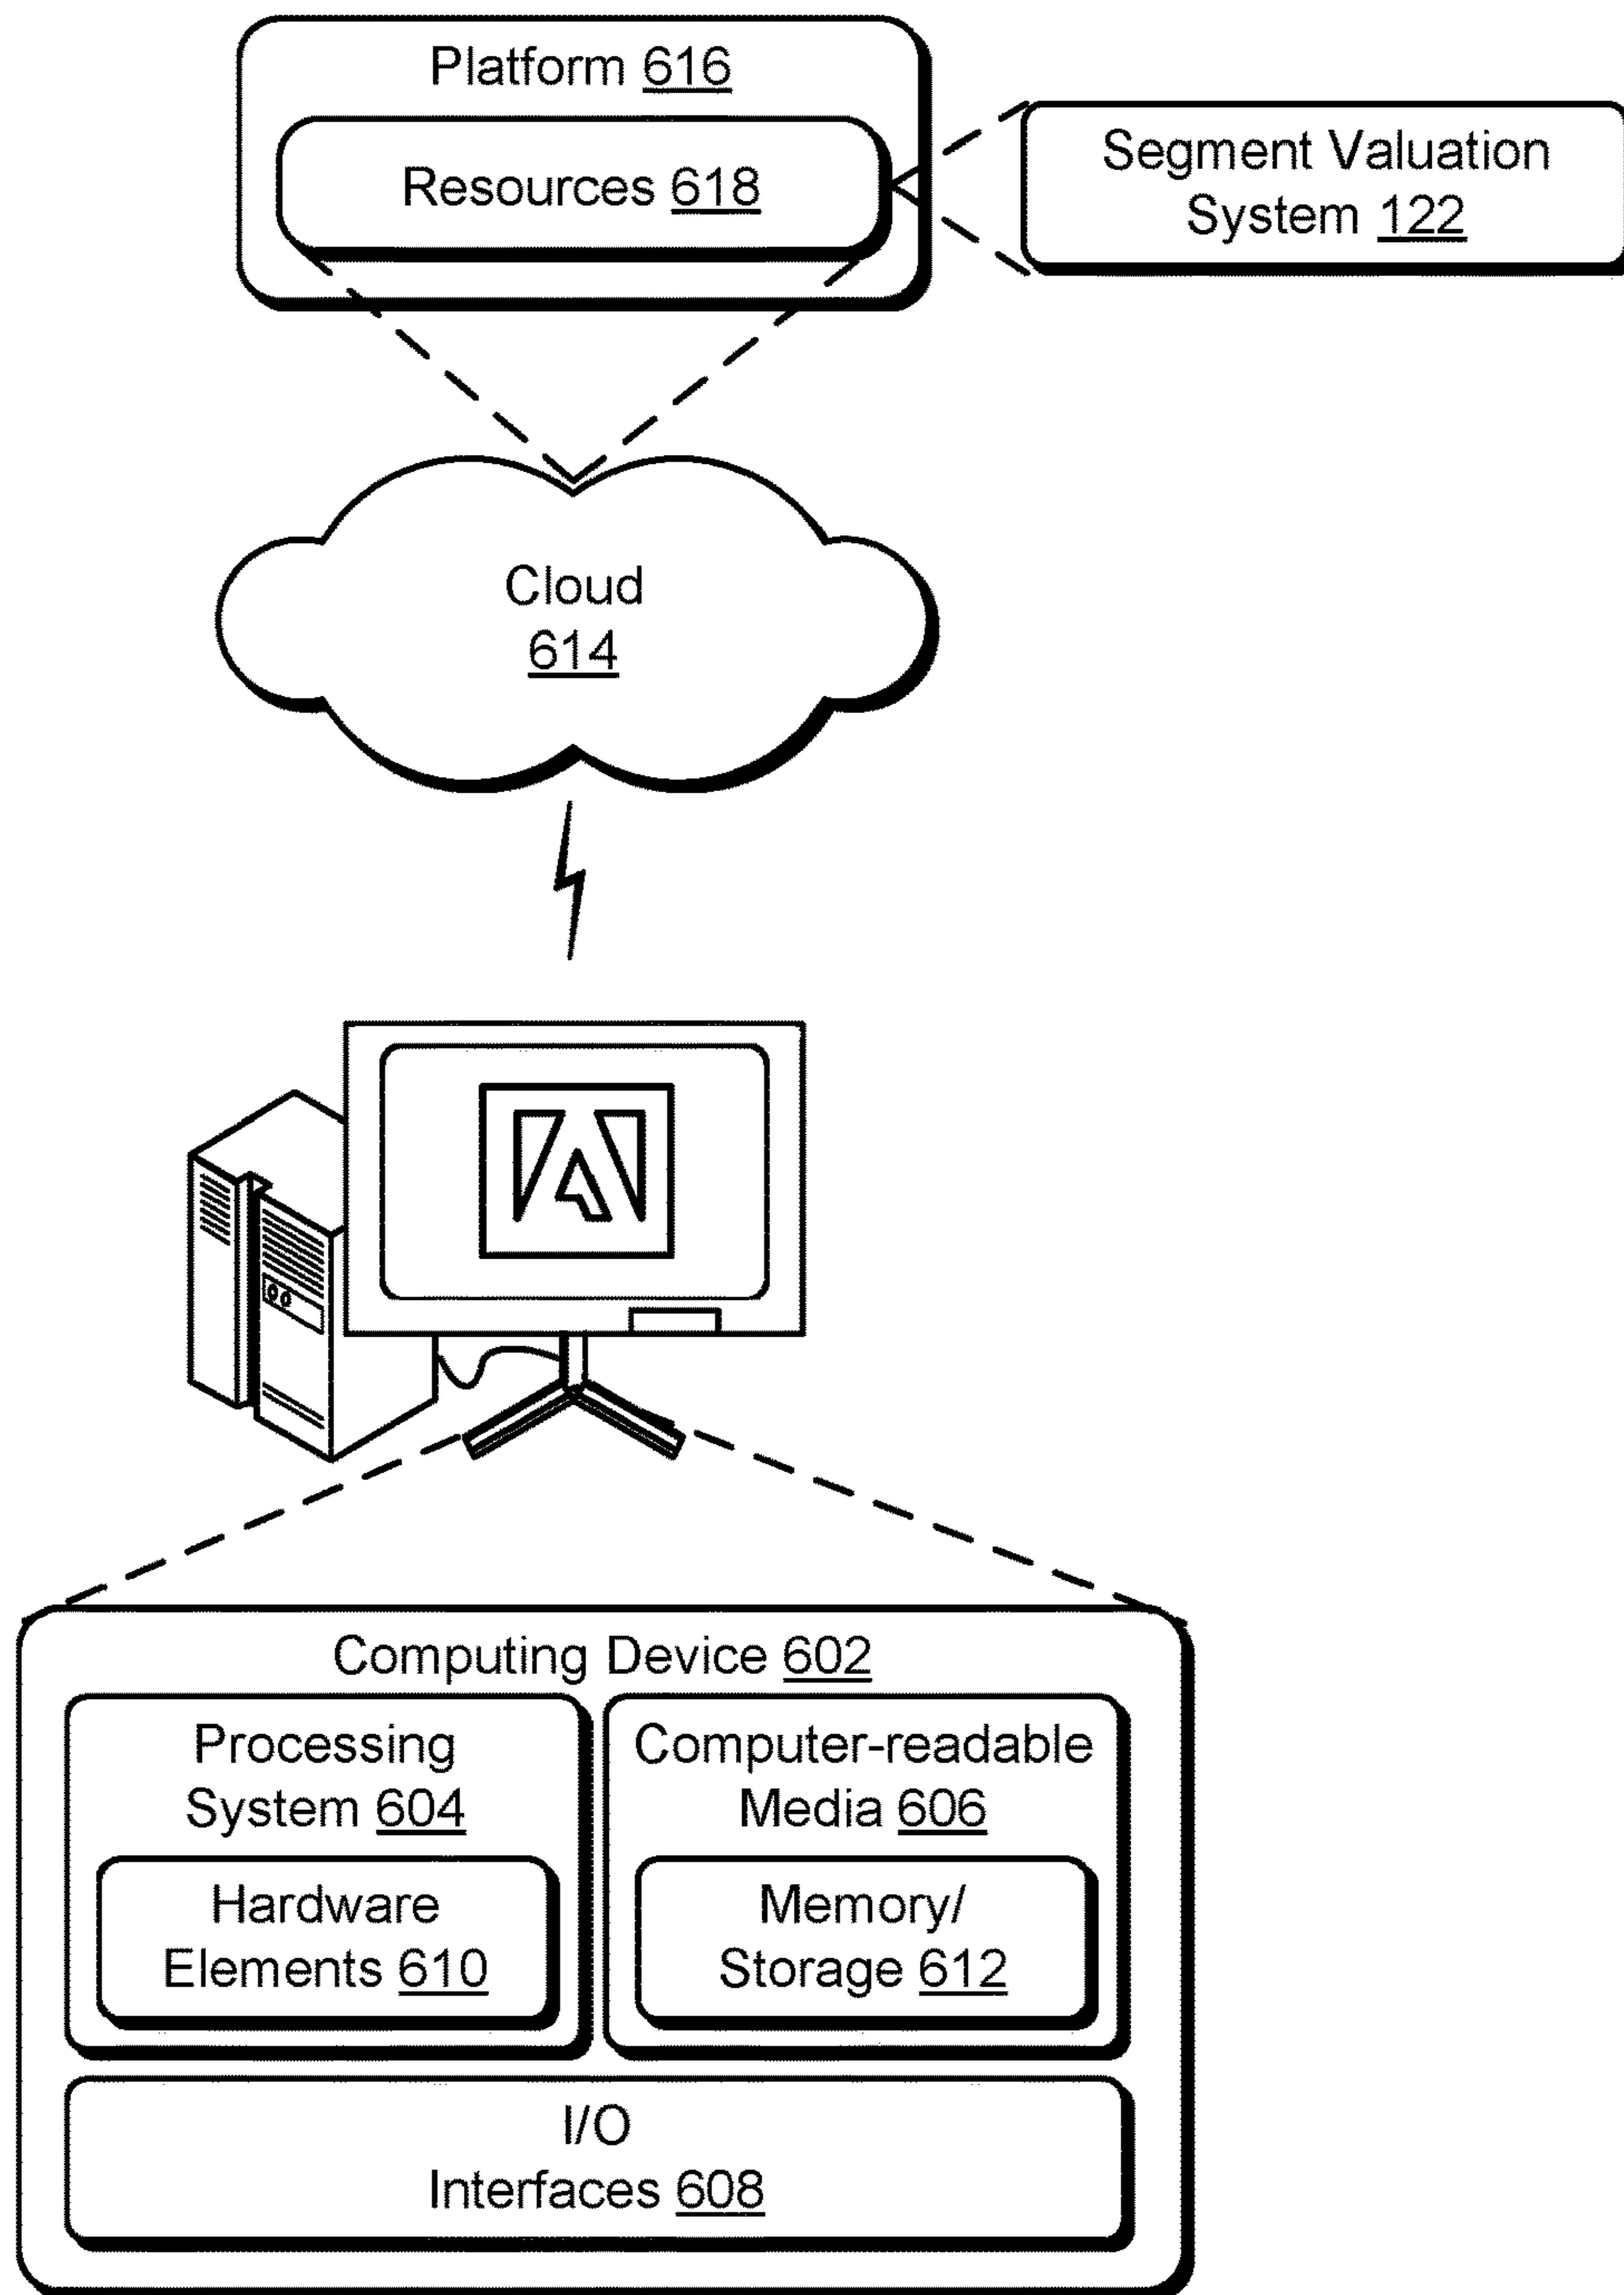 Platform 616
Resources 618
Segment Valuation
System 122
Cloud
614
Computing Device 602
Processing
System 604
Hardware
Elements 610
Computer-readable
Media 606
Memory/
Storage 612
I/O
Interfaces 608